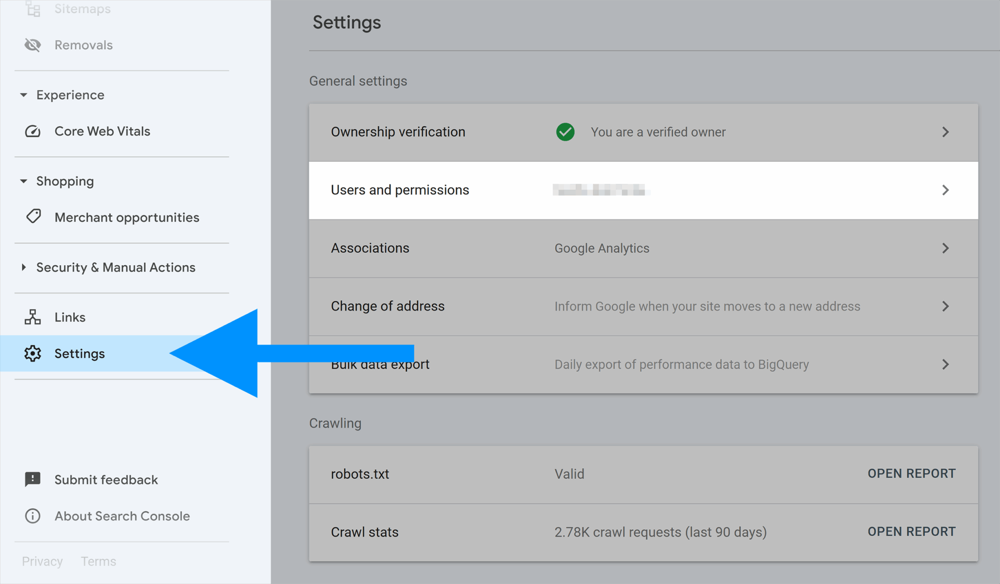 Sitemaps
Removals
Experience
Core Web Vitals
Shopping
Merchant opportunities
Security & Manual Actions
Links
Settings
Submit feedback
About Search Console
Privacy Terms
Settings
General settings
Ownership verification You are a verified owner
Users and permissions
Associations Google Analytics
Change of address Inform Google when your site moves to a new address
Bulk data export Daily export of performance data to BigQuery
Crawling
robots.txt Valid OPEN REPORT
Crawl stats 2.78K crawl requests (last 90 days) OPEN REPORT